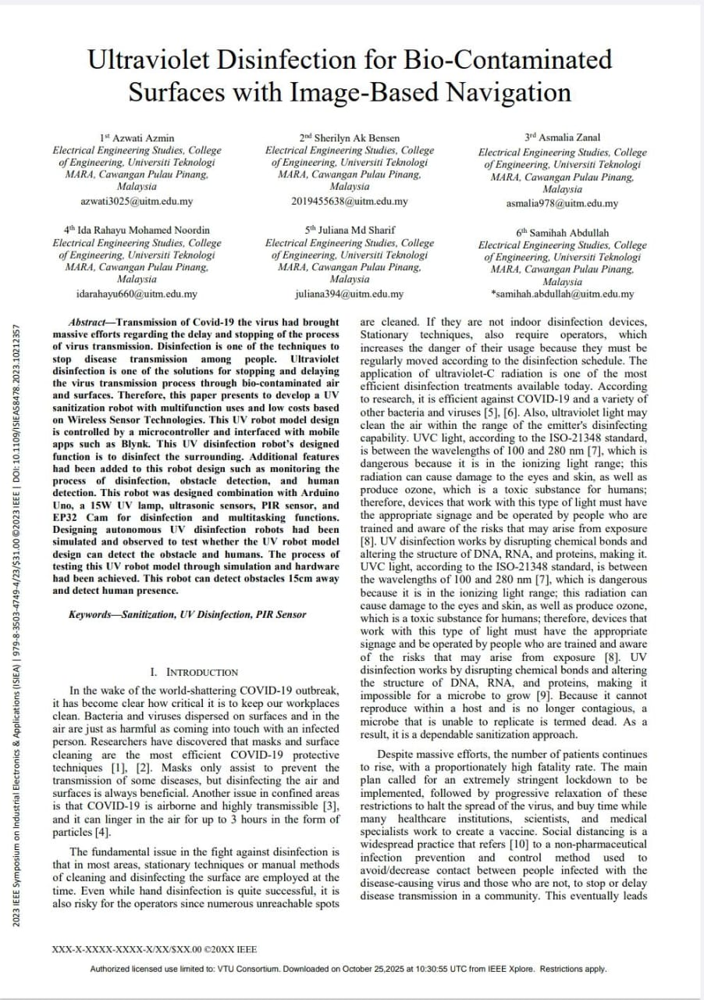 Ultraviolet Disinfection for Bio-Contaminated
Surfaces with Image-Based Navigation
1st Azwati Azmin
Electrical Engineering Studies, College
of Engineering, Universiti Teknologi
MARA, Cawangan Pulau Pinang,
Malaysia
azwati3025@uitm.edu.my
2nd Sherilyn Ak Bensen
Electrical Engineering Studies, College
of Engineering, Universiti Teknologi
MARA, Cawangan Pulau Pinang,
Malaysia
2019455638@uitm.edu.my
3rd Asmalia Zanal
Electrical Engineering Studies, College
of Engineering, Universiti Teknologi
MARA, Cawangan Pulau Pinang,
Malaysia
asmalia978@uitm.edu.my
4th Ida Rahayu Mohamed Noordin
Electrical Engineering Studies, College
of Engineering, Universiti Teknologi
MARA, Cawangan Pulau Pinang,
Malaysia
idarahayu660@uitm.edu.my
5th Juliana Md Sharif
Electrical Engineering Studies, College
of Engineering, Universiti Teknologi
MARA, Cawangan Pulau Pinang,
Malaysia
juliana394@uitm.edu.my
6th Samihah Abdullah
Electrical Engineering Studies, College
of Engineering, Universiti Teknologi
MARA, Cawangan Pulau Pinang,
Malaysia
*samihah.abdullah@uitm.edu.my
Abstract—Transmission of Covid-19 the virus had brought
massive efforts regarding the delay and stopping of the process
of virus transmission. Disinfection is one of the techniques to
stop disease transmission among people. Ultraviolet
disinfection is one of the solutions for stopping and delaying
the virus transmission process through bio-contaminated air
and surfaces. Therefore, this paper presents to develop a UV
sanitization robot with multifunction uses and low costs based
on Wireless Sensor Technologies. This UV robot model design
is controlled by a microcontroller and interfaced with mobile
apps such as Blynk. This UV disinfection robot's designed
function is to disinfect the surrounding. Additional features
had been added to this robot design such as monitoring the
process of disinfection, obstacle detection, and human
detection. This robot was designed combination with Arduino
Uno, a 15W UV lamp, ultrasonic sensors, PIR sensor, and
EP32 Cam for disinfection and multitasking functions.
Designing autonomous UV disinfection robots had been
simulated and observed to test whether the UV robot model
design can detect the obstacle and humans. The process of
testing this UV robot model through simulation and hardware
had been achieved. This robot can detect obstacles 15cm away
and detect human presence.
Keywords—Sanitization, UV Disinfection, PIR Sensor
I. INTRODUCTION
In the wake of the world-shattering COVID-19 outbreak,
it has become clear how critical it is to keep our workplaces
clean. Bacteria and viruses dispersed on surfaces and in the
air are just as harmful as coming into touch with an infected
person. Researchers have discovered that masks and surface
cleaning are the most efficient COVID-19 protective
techniques [1], [2]. Masks only assist to prevent the
transmission of some diseases, but disinfecting the air and
surfaces is always beneficial. Another issue in confined areas
is that COVID-19 is airborne and highly transmissible [3],
and it can linger in the air for up to 3 hours in the form of
particles [4].
The fundamental issue in the fight against disinfection is
that in most areas, stationary techniques or manual methods
of cleaning and disinfecting the surface are employed at the
time. Even while hand disinfection is quite successful, it is
also risky for the operators since numerous unreachable spots
are cleaned. If they are not indoor disinfection devices,
Stationary techniques, also require operators, which
increases the danger of their usage because they must be
regularly moved according to the disinfection schedule. The
application of ultraviolet-C radiation is one of the most
efficient disinfection treatments available today. According
to research, it is efficient against COVID-19 and a variety of
other bacteria and viruses [5], [6]. Also, ultraviolet light may
clean the air within the range of the emitter's disinfecting
capability. UVC light, according to the ISO-21348 standard,
is between the wavelengths of 100 and 280 nm [7], which is
dangerous because it is in the ionizing light range; this
radiation can cause damage to the eyes and skin, as well as
produce ozone, which is a toxic substance for humans;
therefore, devices that work with this type of light must have
the appropriate signage and be operated by people who are
trained and aware of the risks that may arise from exposure
[8]. UV disinfection works by disrupting chemical bonds and
altering the structure of DNA, RNA, and proteins, making it.
UVC light, according to the ISO-21348 standard, is between
the wavelengths of 100 and 280 nm [7], which is dangerous
because it is in the ionizing light range; this radiation can
cause damage to the eyes and skin, as well as produce ozone,
which is a toxic substance for humans; therefore, devices that
work with this type of light must have the appropriate
signage and be operated by people who are trained and aware
of the risks that may arise from exposure [8]. UV
disinfection works by disrupting chemical bonds and altering
the structure of DNA, RNA, and proteins, making it
impossible for a microbe to grow [9]. Because it cannot
reproduce within a host and is no longer contagious, a
microbe that is unable to replicate is termed dead. As a
result, it is a dependable sanitization approach.
Despite massive efforts, the number of patients continues
to rise, with a proportionately high fatality rate. The main
plan called for an extremely stringent lockdown to be
implemented, followed by progressive relaxation of these
restrictions to halt the spread of the virus, and buy time while
many healthcare institutions, scientists, and medical
specialists work to create a vaccine. Social distancing is a
widespread practice that refers [10] to a non-pharmaceutical
infection prevention and control method used to
avoid/decrease contact between people infected with the
disease-causing virus and those who are not, to stop or delay
disease transmission in a community. This eventually leads
2023 IEEE Symposium on Industrial Electronics & Applications (ISIEA) | 979-8-3503-4749-4/23/$31.00 ©2023 IEEE | DOI: 10.1109/ISIEA58478.2023.10212357
XXX-X-XXXX-XXXX-X/XX/$XX.00 ©20XX IEEE
Authorized licensed use limited to: VTU Consortium. Downloaded on October 25,2025 at 10:30:55 UTC from IEEE Xplore. Restrictions apply.